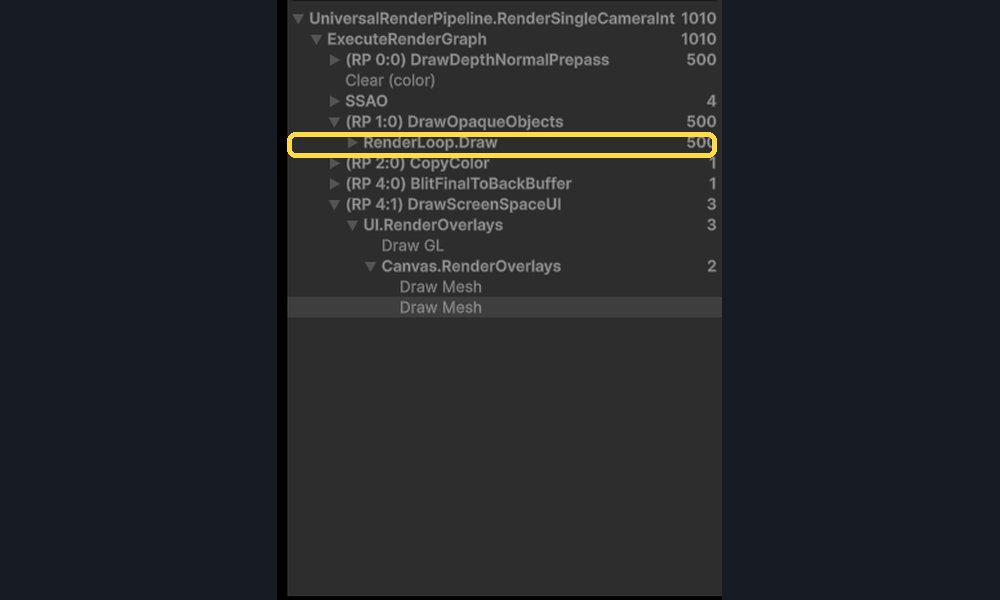 UniversalRenderPipeline.RenderSingleCameraInt 1010
ExecuteRenderGraph 1010
(RP 0:0) DrawDepthNormalPrepass 500
Clear (color)
SSAO 4
(RP 1:0) DrawOpaqueObjects 500
RenderLoop.Draw 500
(RP 2:0) CopyColor 1
(RP 4:0) BlitFinalToBackBuffer 1
(RP 4:1) DrawScreenSpaceUI 3
UI.RenderOverlays 3
Draw GL
Canvas.RenderOverlays 2
Draw Mesh
Draw Mesh